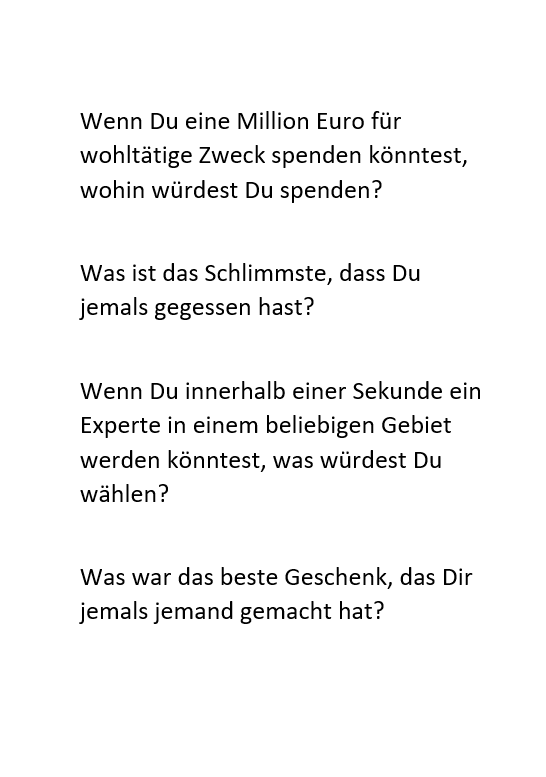 Wenn Du eine Million Euro für
wohltätige Zweck spenden könntest,
wohin würdest Du spenden?
Was ist das Schlimmste, dass Du
jemals gegessen hast?
Wenn Du innerhalb einer Sekunde ein
Experte in einem beliebigen Gebiet
werden könntest, was würdest Du
wählen?
Was war das beste Geschenk, das Dir
jemals jemand gemacht hat?